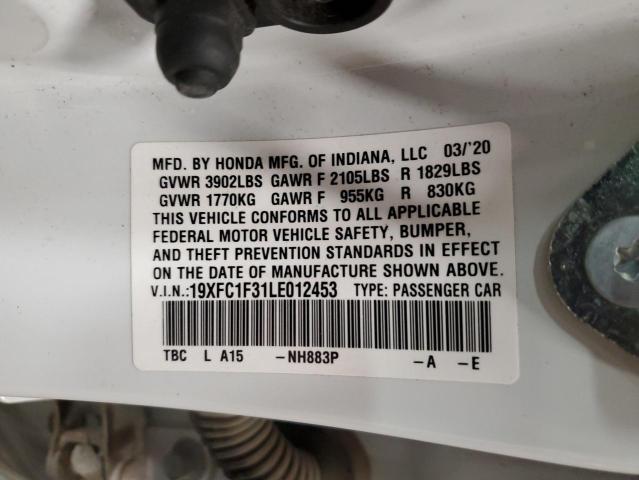 MFD. BY HONDA MFG. OF INDIANA, LLC 03/'20
GVWR 3902LBS GAWR F 2105LBS R 1829LBS
GVWR 1770KG GAWR F 955KG R 830KG
THIS VEHICLE CONFORMS TO ALL APPLICABLE
FEDERAL MOTOR VEHICLE SAFETY, BUMPER,
AND THEFT PREVENTION STANDARDS IN EFFECT
ON THE DATE OF MANUFACTURE SHOWN ABOVE.
V.I.N.:19XFC1F31LE012453 TYPE: PASSENGER CAR
TBC L A15 -NH883P -A -E